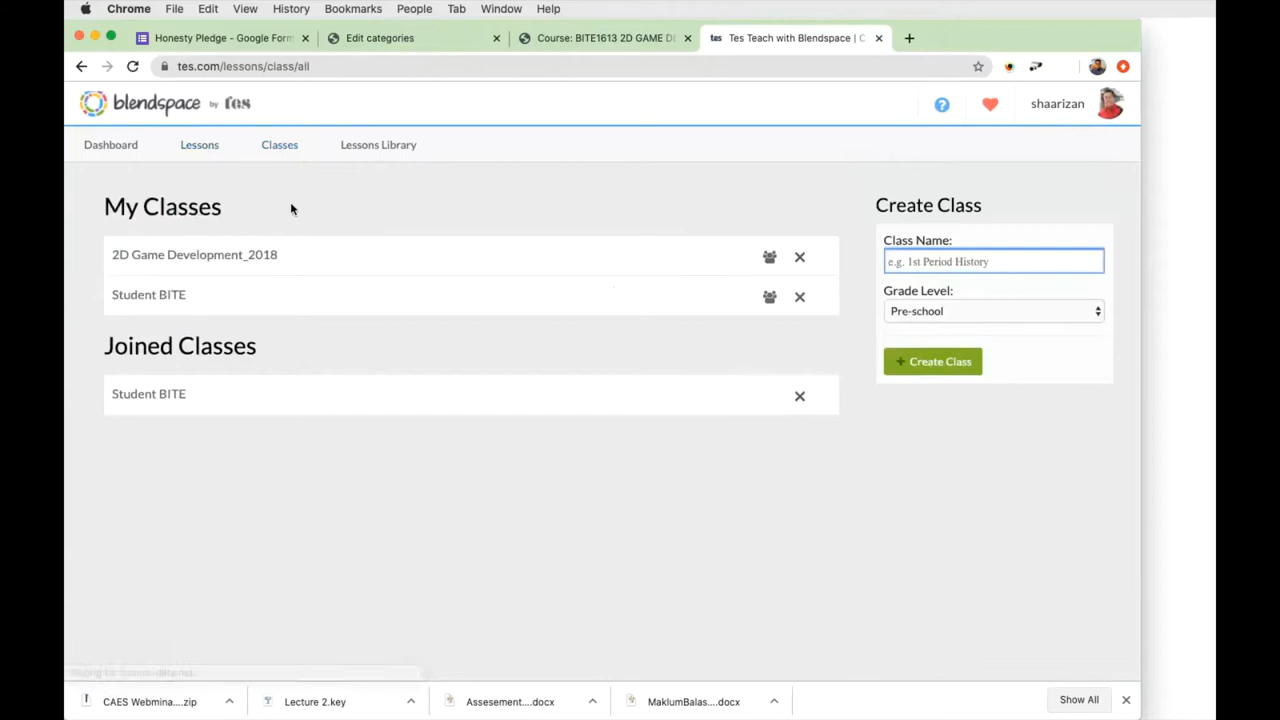 Chrome File Edit View History Bookmarks People Tab Window Help
Honesty Pledge - Google Form
Edit categories
Course: BITE1613 2D GAME DE
tes Tes Teach with Blendspace | C
tes.com/lessons/class/all
blendspace by tes
shaarizan
Dashboard Lessons Classes Lessons Library
My Classes
2D Game Development_2018
Student BITE
Joined Classes
Student BITE
Create Class
Class Name:
e.g. 1st Period History
Grade Level:
Pre-school
+ Create Class
CAES Webmina....zip
Lecture 2.key
Assesement....docx
MaklumBalas....docx
Show All